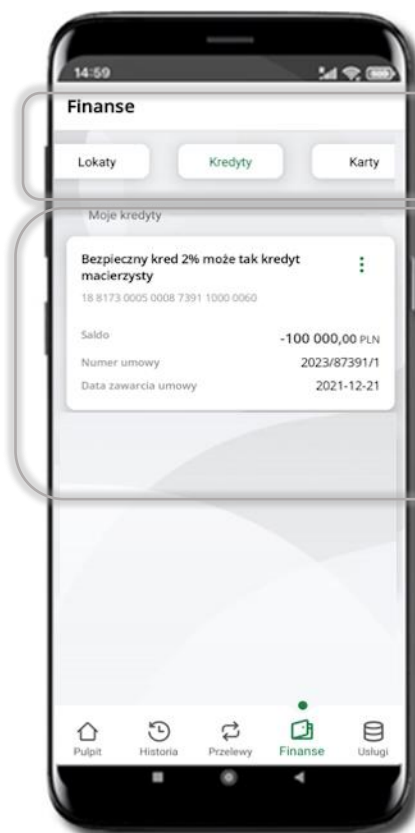 14:59
Finanse
Lokaty Kredyty Karty
Moje kredyty
Bezpieczny kred 2% może tak kredyt
macierzysty
18 8173 0005 0008 7391 1000 0060
Saldo -100 000,00 PLN
Numer umowy 2023/87391/1
Data zawarcia umowy 2021-12-21
Pulpit Historia Przelewy Finanse Usługi